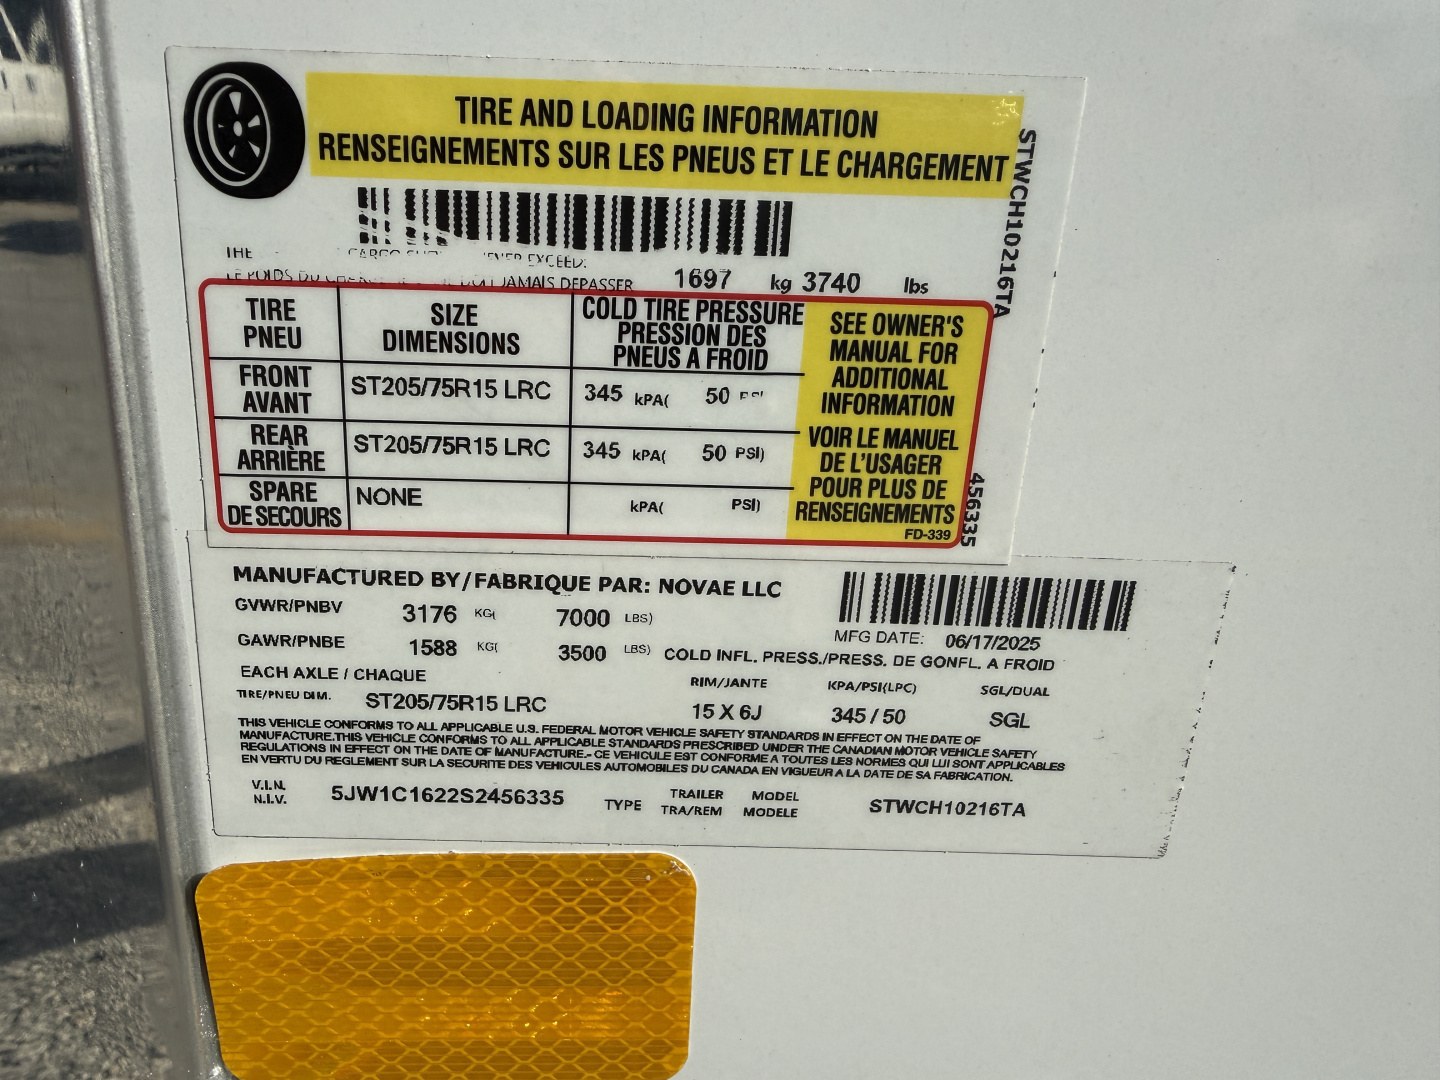 TIRE AND LOADING INFORMATION
RENSEIGNEMENTS SUR LES PNEUS ET LE CHARGEMENT
STWCH10216TA
THE CARGO EXCEED:
LE POIDS DU JAMAIS DEPASSER 1697 kg 3740 lbs
TIRE
PNEU
SIZE
DIMENSIONS
COLD TIRE PRESSURE
PRESSION DES
PNEUS A FROID
SEE OWNER'S
MANUAL FOR
ADDITIONAL
INFORMATION
VOIR LE MANUEL
DE L'USAGER
POUR PLUS DE
RENSEIGNEMENTS
FD-339
FRONT
AVANT
ST205/75R15 LRC
345 kPA( 50 PSI
REAR
ARRIÈRE
ST205/75R15 LRC
345 kPA( 50 PSI)
SPARE
DE SECOURS
NONE
kPA( PSI)
456335
MANUFACTURED BY/FABRIQUE PAR: NOVAE LLC
GVWR/PNBV 3176 KG( 7000 LBS)
MFG DATE: 06/17/2025
GAWR/PNBE 1588 KG( 3500 LBS) COLD INFL. PRESS./PRESS. DE GONFL. A FROID
EACH AXLE / CHAQUE RIM/JANTE KPA/PSI(LPC) SGL/DUAL
TIRE/PNEU DIM. ST205/75R15 LRC 15 X 6J 345 / 50 SGL
THIS VEHICLE CONFORMS TO ALL APPLICABLE U.S. FEDERAL MOTOR VEHICLE SAFETY STANDARDS IN EFFECT ON THE DATE OF
MANUFACTURE.THIS VEHICLE CONFORMS TO ALL APPLICABLE STANDARDS PRESCRIBED UNDER THE CANADIAN MOTOR VEHICLE SAFETY
REGULATIONS IN EFFECT ON THE DATE OF MANUFACTURE.- CE VEHICULE EST CONFORME A TOUTES LES NORMES QUI LUI SONT APPLICABLES
EN VERTU DU REGLEMENT SUR LA SECURITE DES VEHICULES AUTOMOBILES DU CANADA EN VIGUEUR A LA DATE DE SA FABRICATION.
V.I.N.
N.I.V.
5JW1C1622S2456335
TYPE
TRAILER
TRA/REM
MODEL
MODELE
STWCH10216TA